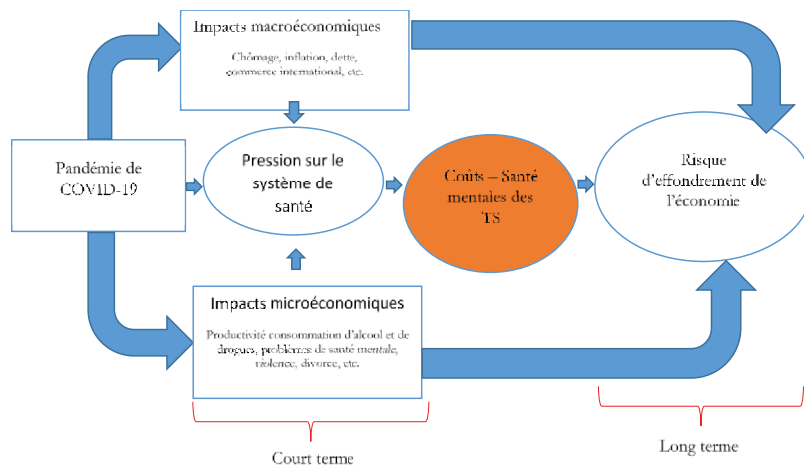 Impacts macroéconomiques
Chômage, inflation, dette,
commerce international, etc.
Pandémie de
COVID-19
Pression sur le
système de
santé
Coûts – Santé
mentales des
TS
Risque
d'effondrement de
l'économie
Impacts microéconomiques
Productivité consommation d'alcool et de
drogues, problèmes de santé mentale,
violence, divorce, etc.
Court terme
Long terme